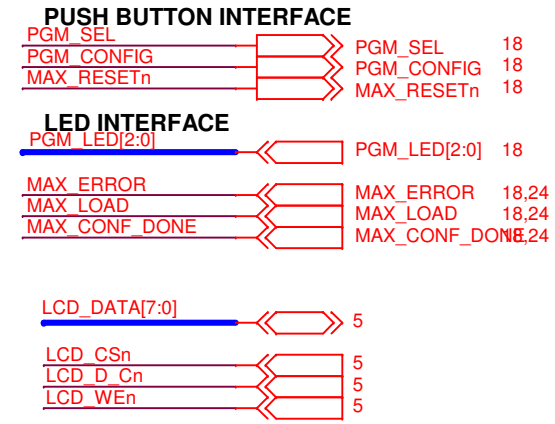 PUSH BUTTON INTERFACE
PGM_SEL PGM_SEL 18
PGM_CONFIG PGM_CONFIG 18
MAX_RESETn MAX_RESETn 18
LED INTERFACE
PGM_LED[2:0] PGM_LED[2:0] 18
MAX_ERROR MAX_ERROR 18,24
MAX_LOAD MAX_LOAD 18,24
MAX_CONF_DONE MAX_CONF_DONE 18,24
LCD_DATA[7:0] 5
LCD_CSn 5
LCD_D_Cn 5
LCD_WEn 5